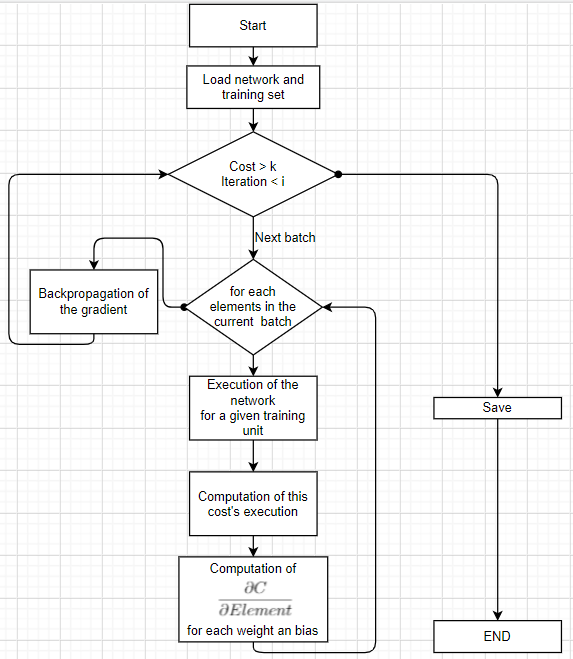 Start
Load network and
training set
Cost > k
Iteration < i
Next batch
for each
elements in the
current batch
Backpropagation of
the gradient
Execution of the
network
for a given training
unit
Save
Computation of this
cost's execution
Computation of
∂C
∂Element
for each weight an bias
END